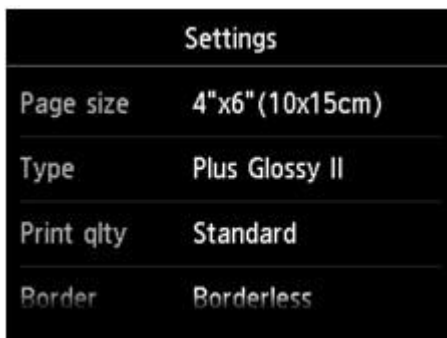 Settings
Page size 4"x6"(10x15cm)
Type Plus Glossy II
Print qlty Standard
Border Borderless